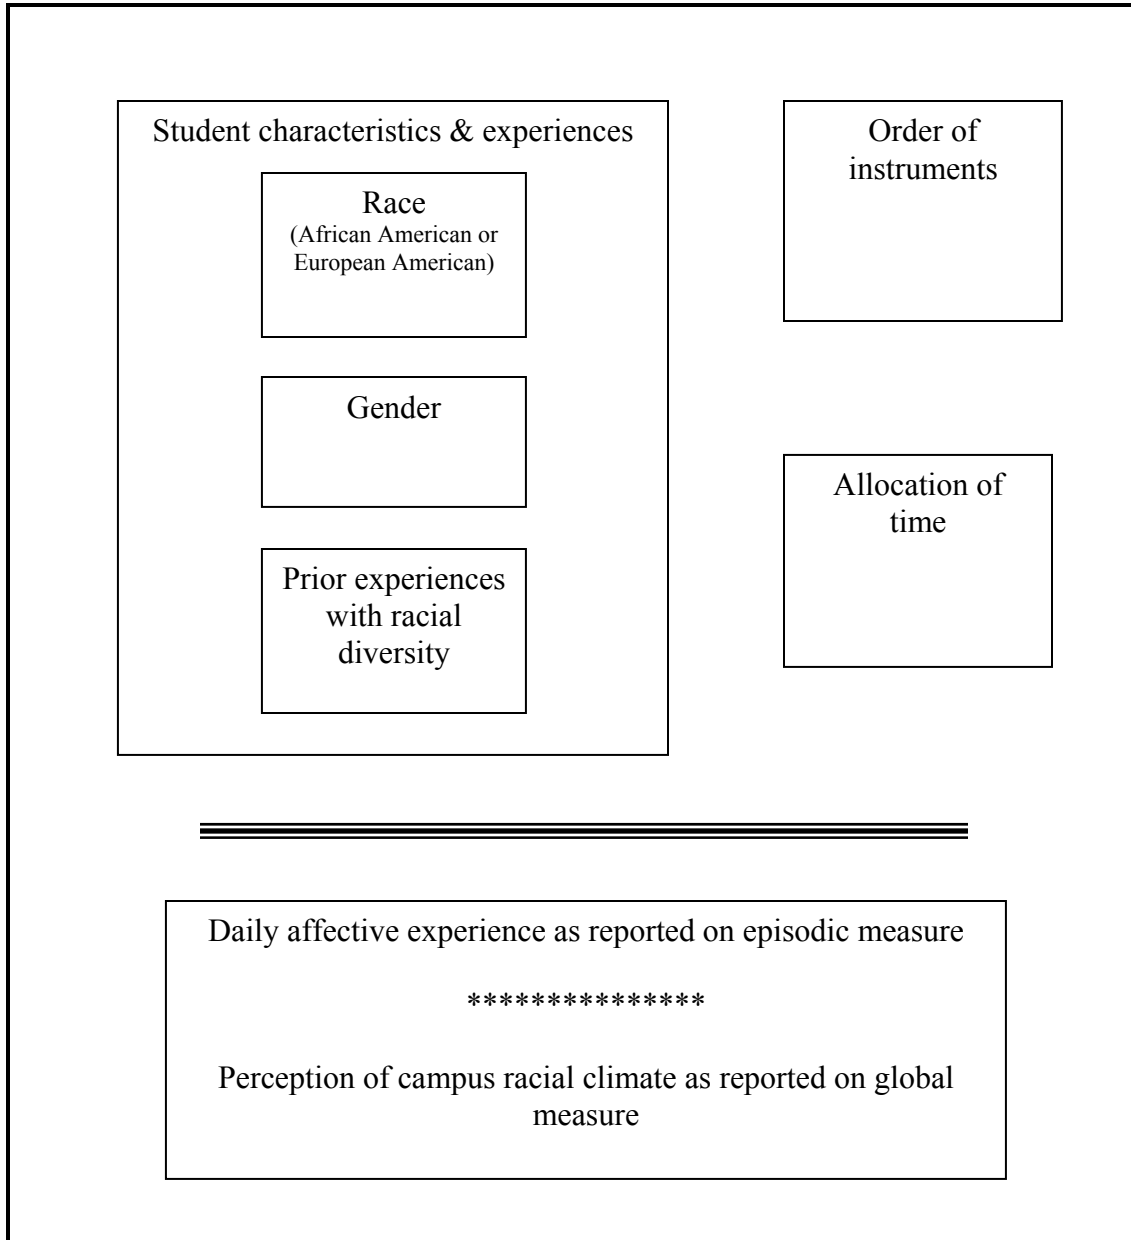 Student characteristics & experiences
Race
(African American or
European American)
Gender
Prior experiences
with racial
diversity
Order of
instruments
Allocation of
time
Daily affective experience as reported on episodic measure
***************
Perception of campus racial climate as reported on global
measure